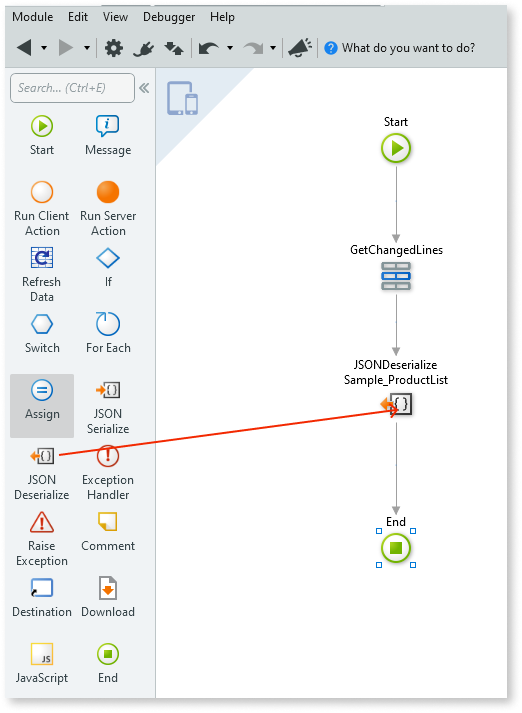 Module Edit View Debugger Help
What do you want to do?
Search... (Ctrl+E)
Start
Message
Run Client
Action
Run Server
Action
Refresh
Data
If
Switch
For Each
Assign
JSON
Serialize
JSON
Deserialize
Exception
Handler
Raise
Exception
Comment
Destination
Download
JS
JavaScript
End
Start
GetChangedLines
JSONDeserialize
Sample_ProductList
End